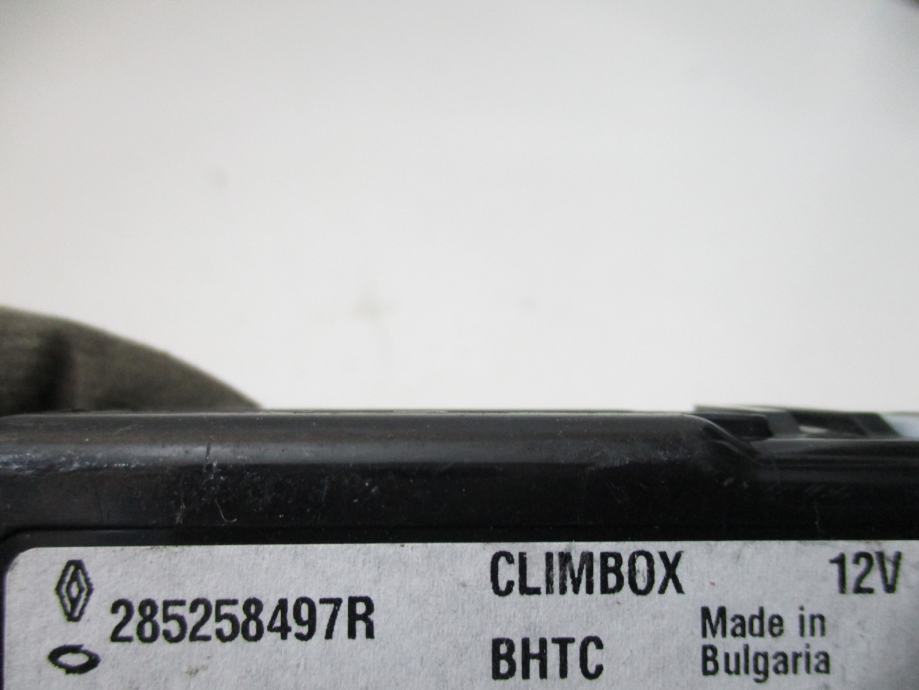 CLIMBOX 12V
285258497R
BHTC Made in
Bulgaria